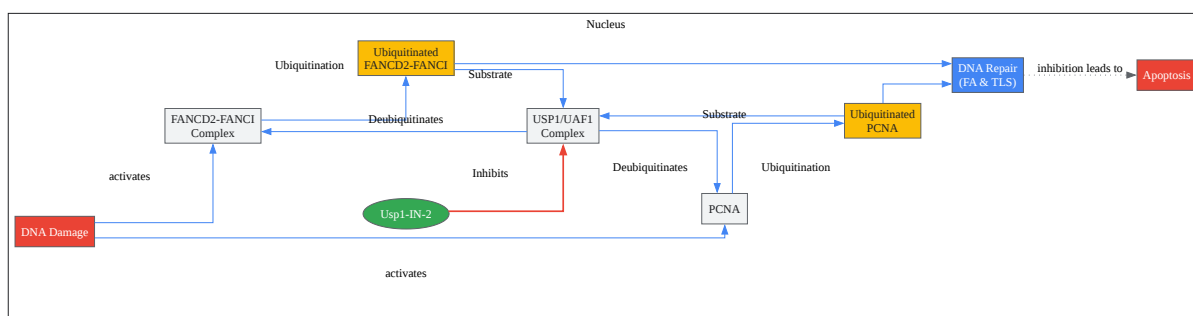 Nucleus
Ubiquitinated
FANCD2-FANCI
Ubiquitination
Substrate
DNA Repair
(FA & TLS)
inhibition leads to
Apoptosis
FANCD2-FANCI
Complex
Deubiquitinates
USP1/UAF1
Complex
Substrate
Ubiquitinated
PCNA
activates
Inhibits
Deubiquitinates
Ubiquitination
Usp1-IN-2
PCNA
DNA Damage
activates